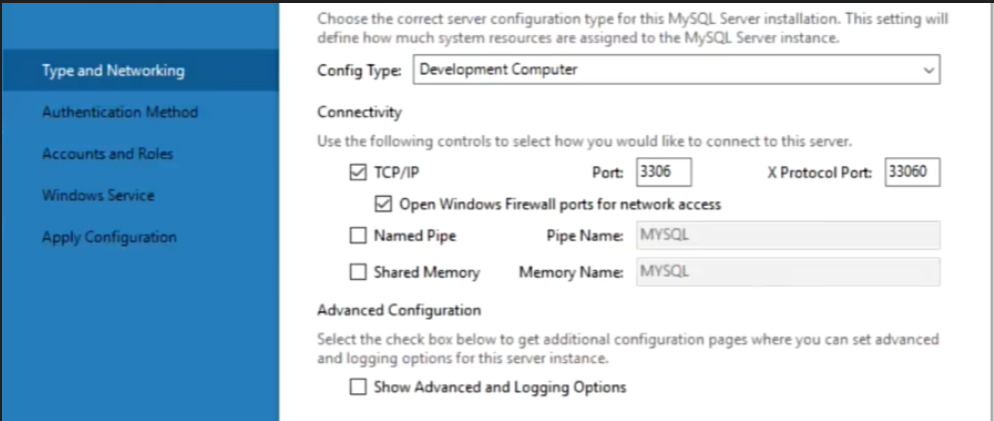 Choose the correct server configuration type for this MySQL Server installation. This setting will
define how much system resources are assigned to the MySQL Server instance.
Type and Networking
Config Type: Development Computer
Authentication Method
Connectivity
Use the following controls to select how you would like to connect to this server.
Accounts and Roles
TCP/IP Port: 3306 X Protocol Port: 33060
Windows Service
Open Windows Firewall ports for network access
Apply Configuration
Named Pipe Pipe Name: MYSQL
Shared Memory Memory Name: MYSQL
Advanced Configuration
Select the check box below to get additional configuration pages where you can set advanced
and logging options for this server instance.
Show Advanced and Logging Options